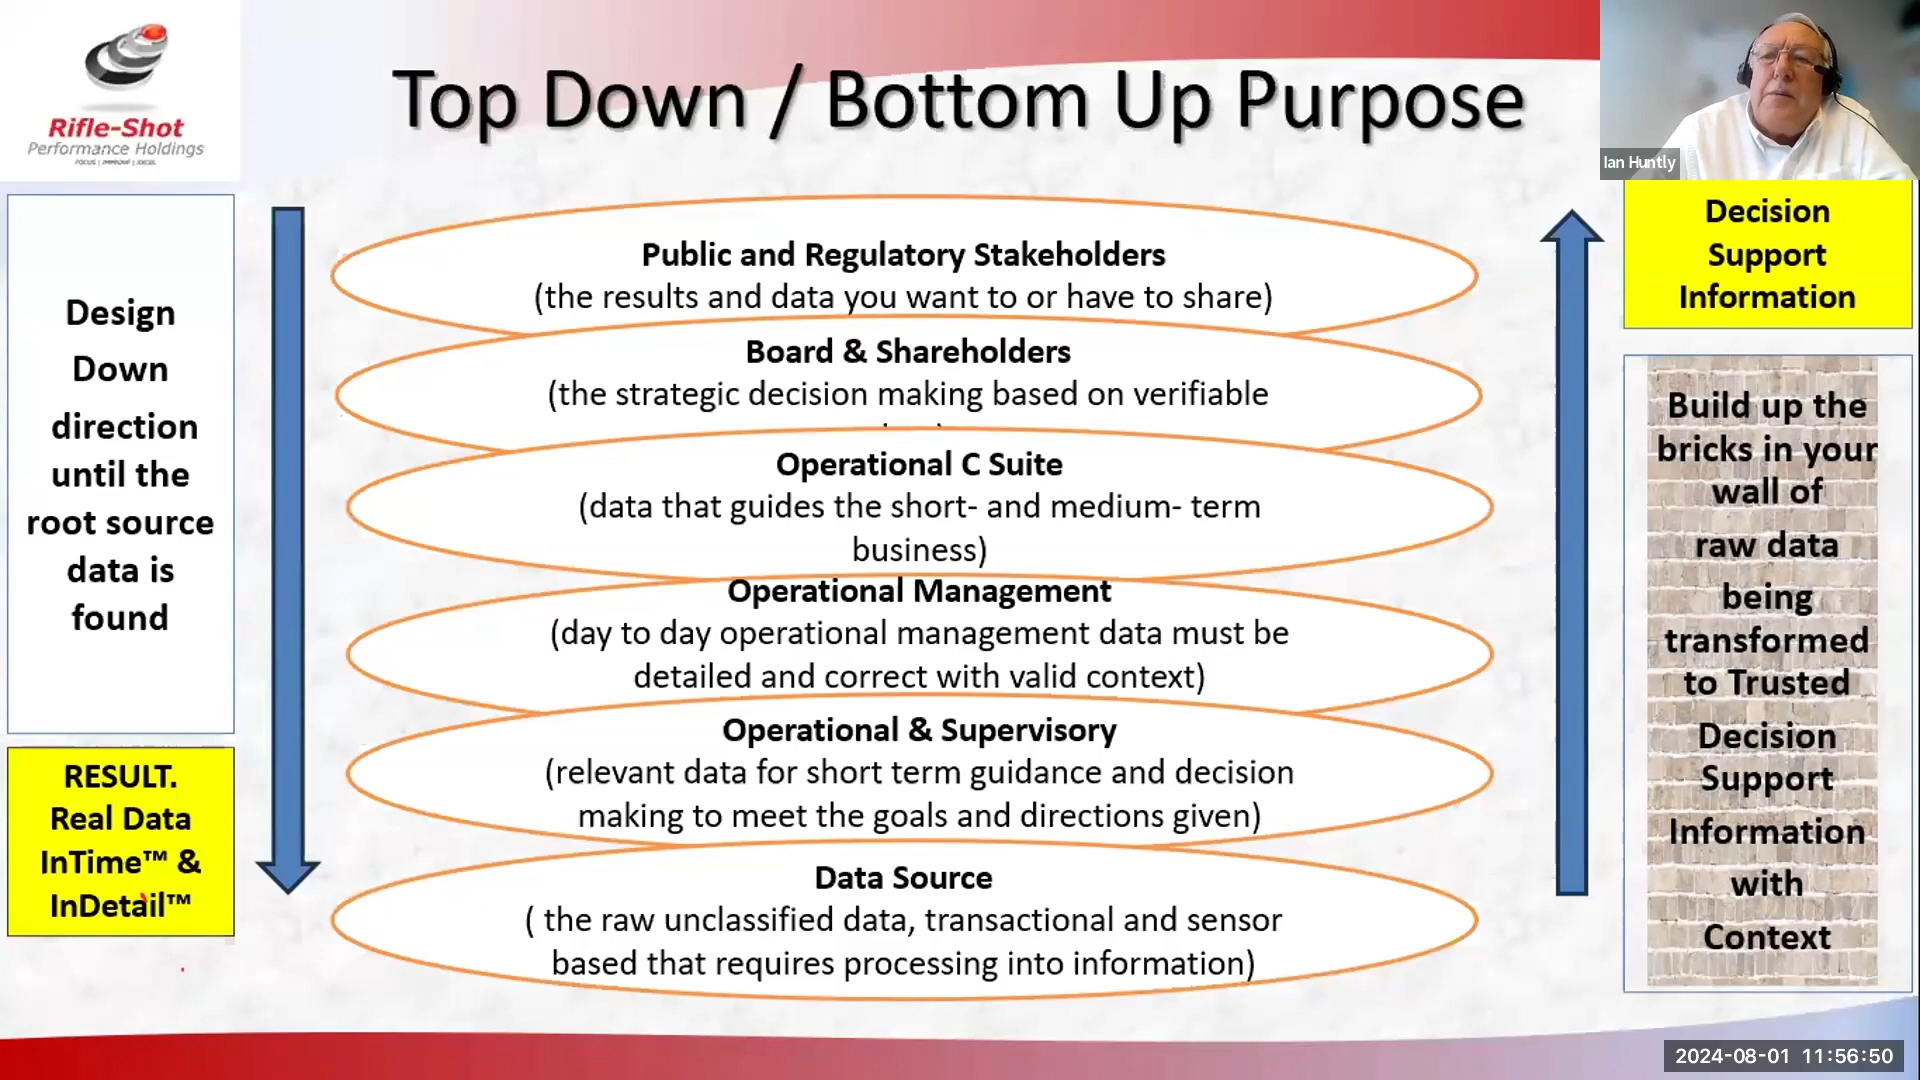 Rifle-Shot
Performance Holdings
FOCUS | IMPROVE | EXCEL
Top Down / Bottom Up Purpose
Ian Huntly
Design
Down
direction
until the
root source
data is
found
RESULT.
Real Data
InTime™ &
InDetail™
Public and Regulatory Stakeholders
(the results and data you want to or have to share)
Board & Shareholders
(the strategic decision making based on verifiable
Operational C Suite
(data that guides the short- and medium- term
business)
Operational Management
(day to day operational management data must be
detailed and correct with valid context)
Operational & Supervisory
(relevant data for short term guidance and decision
making to meet the goals and directions given)
Data Source
( the raw unclassified data, transactional and sensor
based that requires processing into information)
Decision
Support
Information
Build up the
bricks in your
wall of
raw data
being
transformed
to Trusted
Decision
Support
Information
with
Context
2024-08-01 11:56:50